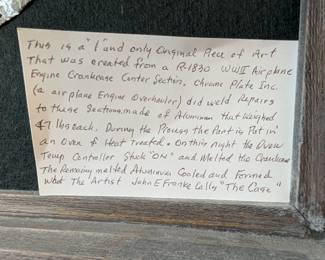 This is a "1" and only Original Piece of Art
That was created from a R-1830 WWII Airplane
Engine Crankcase Center Section. Chrome Plate Inc.
(a airplane Engine Overhauler) did weld repairs
to these Sections, made of Aluminum that weighed
47 lbs each. During the Process the Part is Put in
an Oven & Heat Treated. On this night the Oven
Temp Controller Stuck "ON" and Melted the Crankcase
The Remaining melted Aluminum Cooled and Formed
What The Artist John E Franke Calls "The Cage"